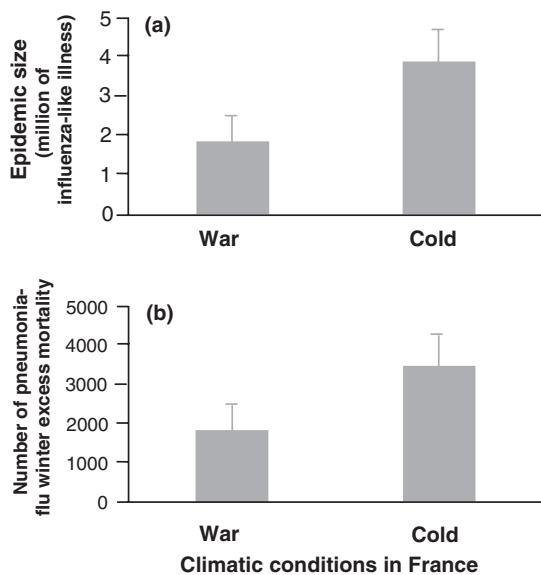 (a)
Epidemic size
(million of
influenza-like illness)
5
4
3
2
1
0
War
Cold
(b)
Number of pneumonia-
flu winter excess mortality
5000
4000
3000
2000
1000
0
War
Cold
Climatic conditions in France